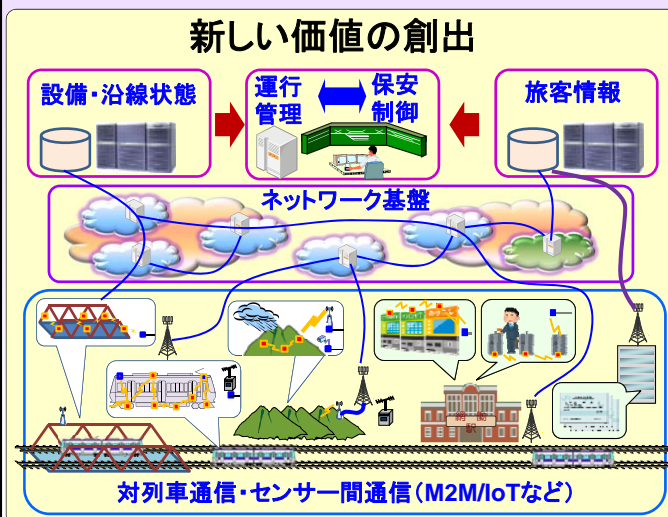 新しい価値の創出
設備・沿線状態
運行
管理
保安
制御
旅客情報
ネットワーク基盤
対列車通信・センサー間通信(M2M/IoTなど)